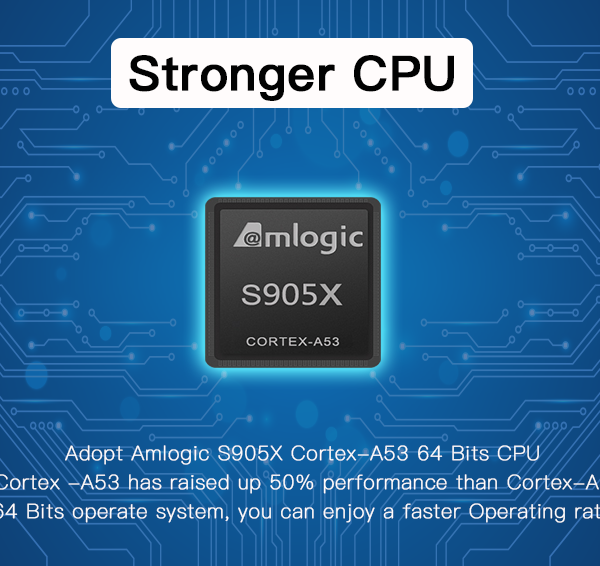 Stronger CPU
@mlogic
S905X
CORTEX-A53
Adopt Amlogic S905X Cortex-A53 64 Bits CPU
Cortex -A53 has raised up 50% performance than Cortex-A
64 Bits operate system, you can enjoy a faster Operating rat